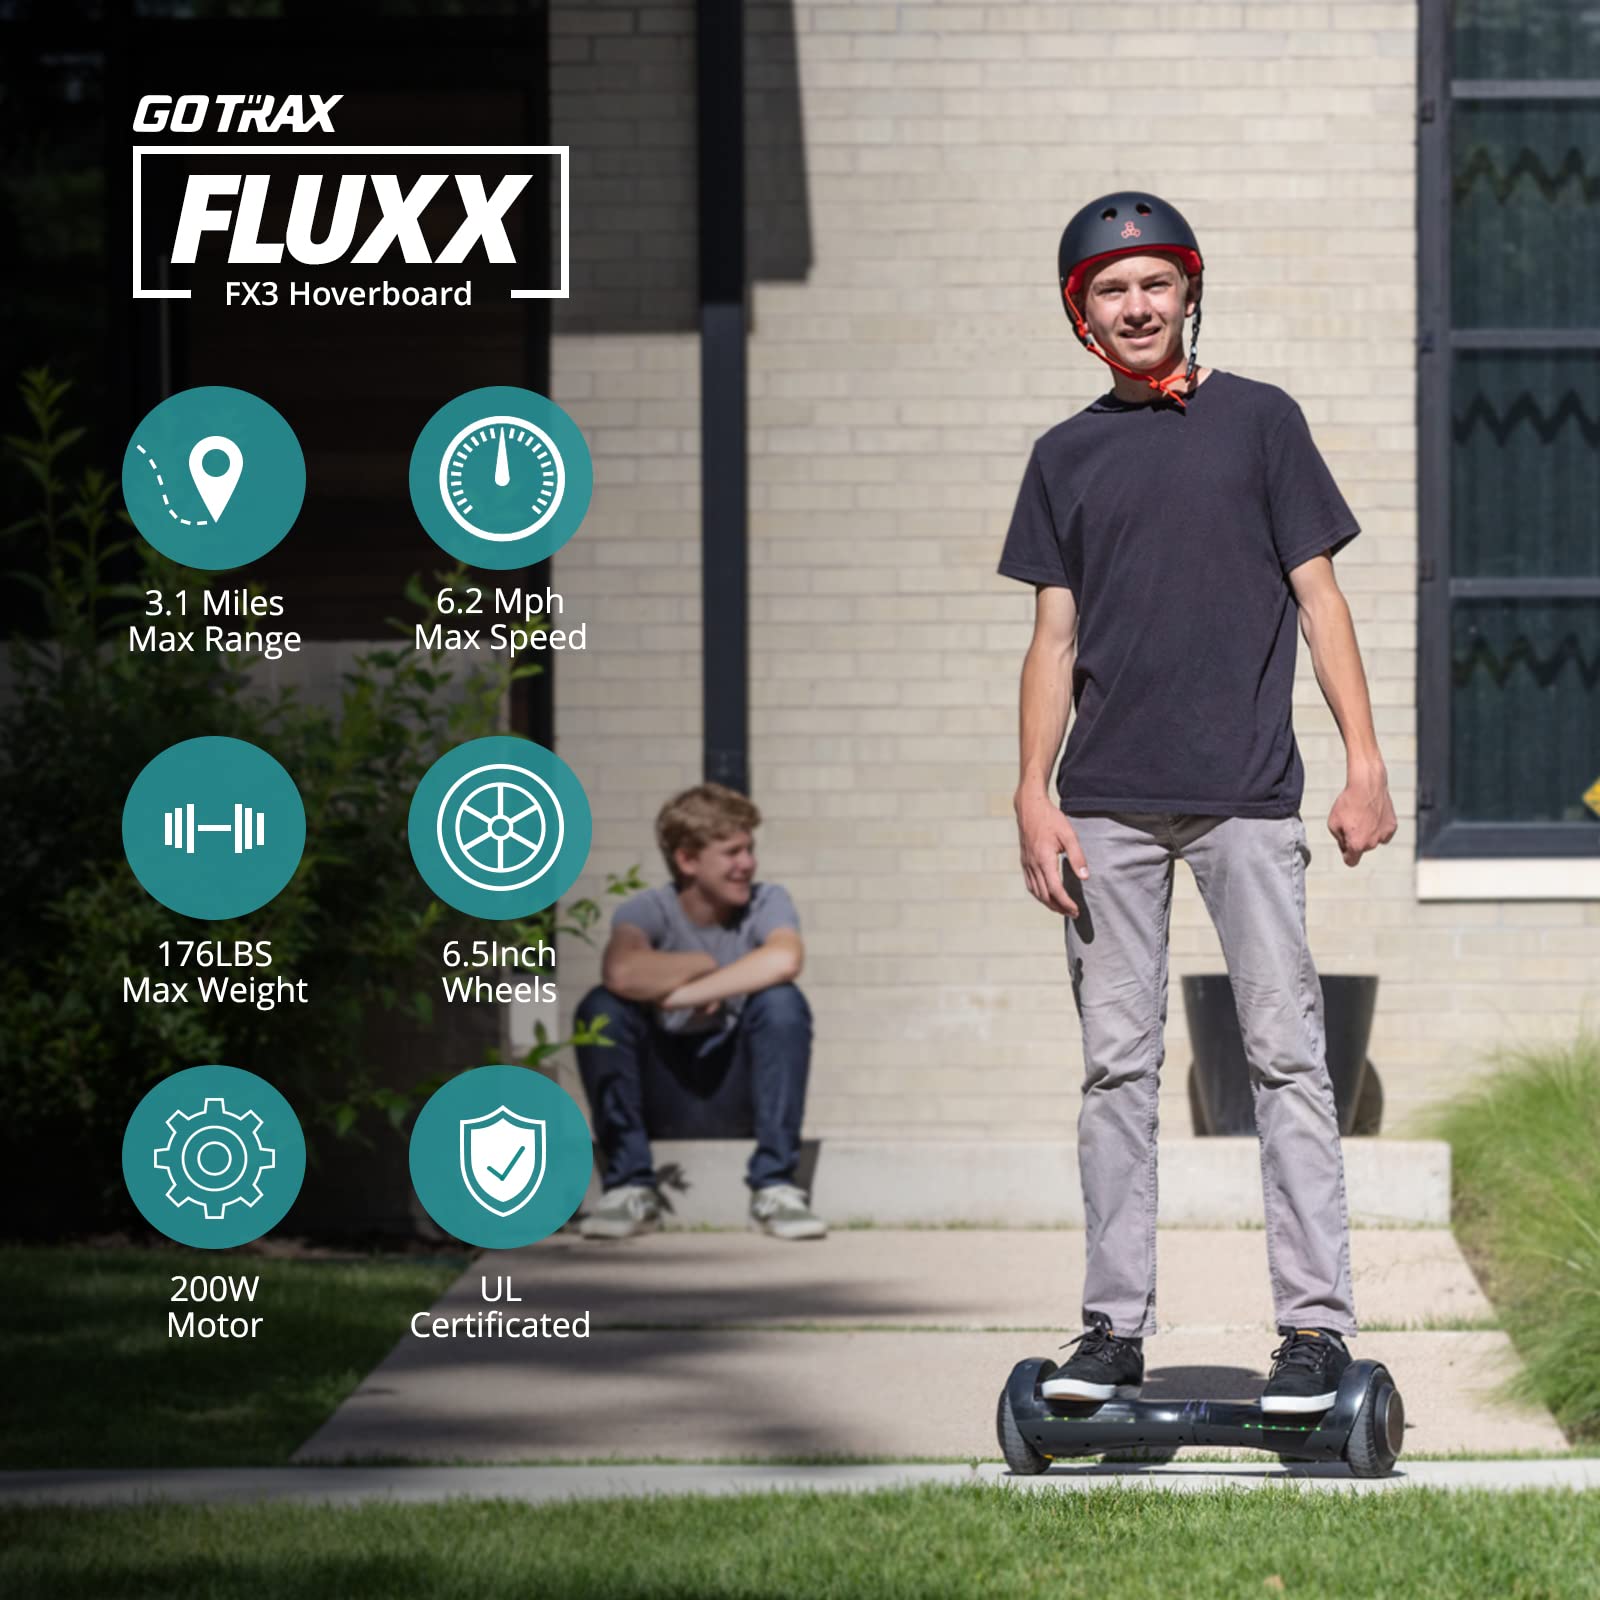 GOTRAX
FLUXX
FX3 Hoverboard
3.1 Miles
Max Range
6.2 Mph
Max Speed
176LBS
Max Weight
6.5Inch
Wheels
200W
Motor
UL
Certificated